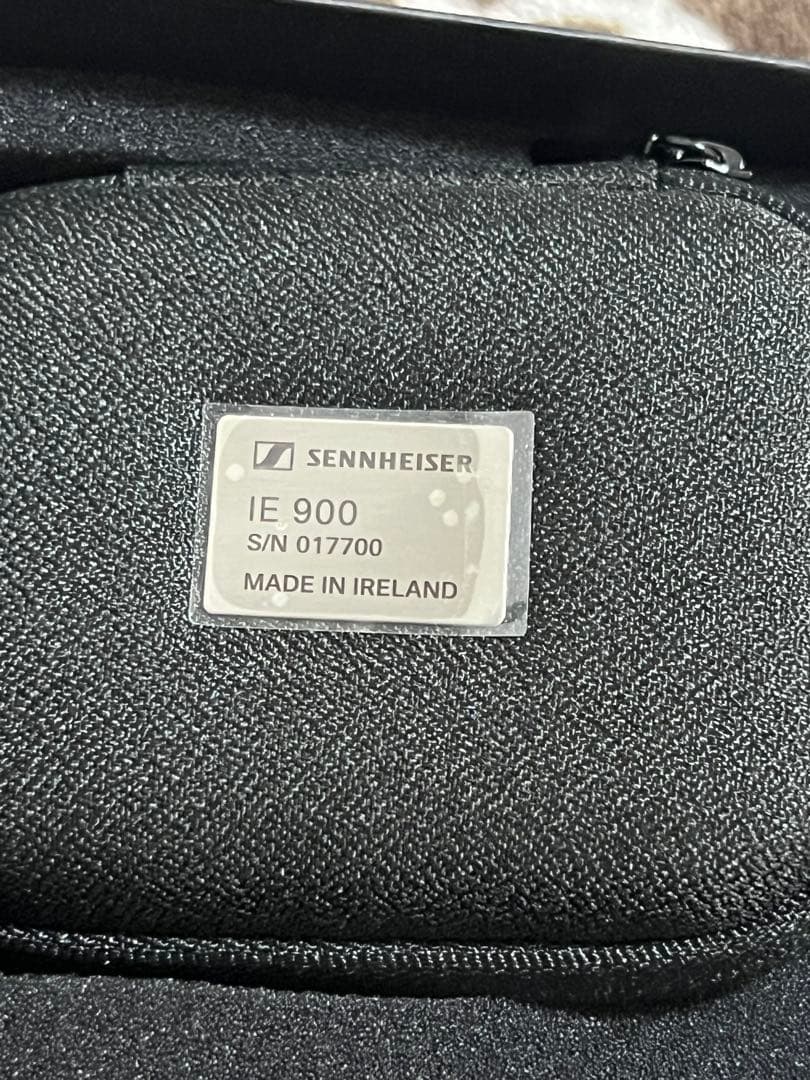 SENNHEISER
IE 900
S/N 017700
MADE IN IRELAND